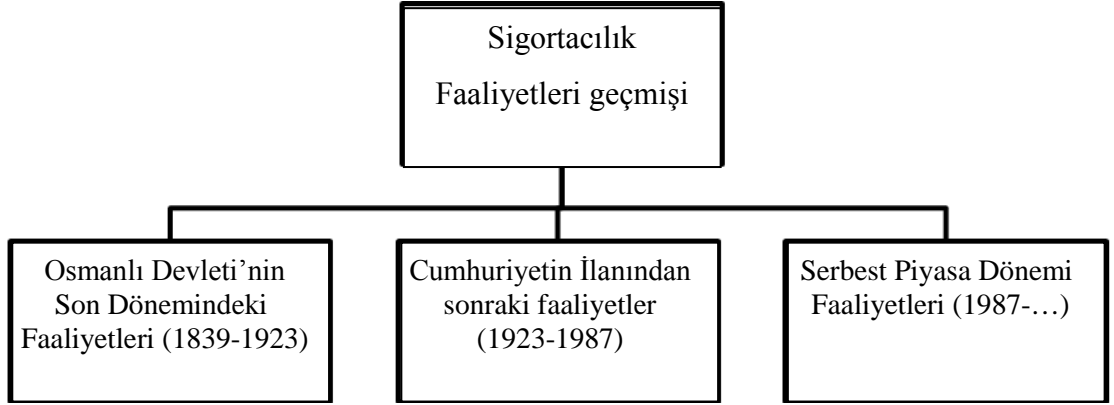 Sigortacılık
Faaliyetleri geçmişi
Osmanlı Devleti’nin
Son Dönemindeki
Faaliyetleri (1839-1923)
Cumhuriyetin İlanından
sonraki faaliyetler
(1923-1987)
Serbest Piyasa Dönemi
Faaliyetleri (1987-…)